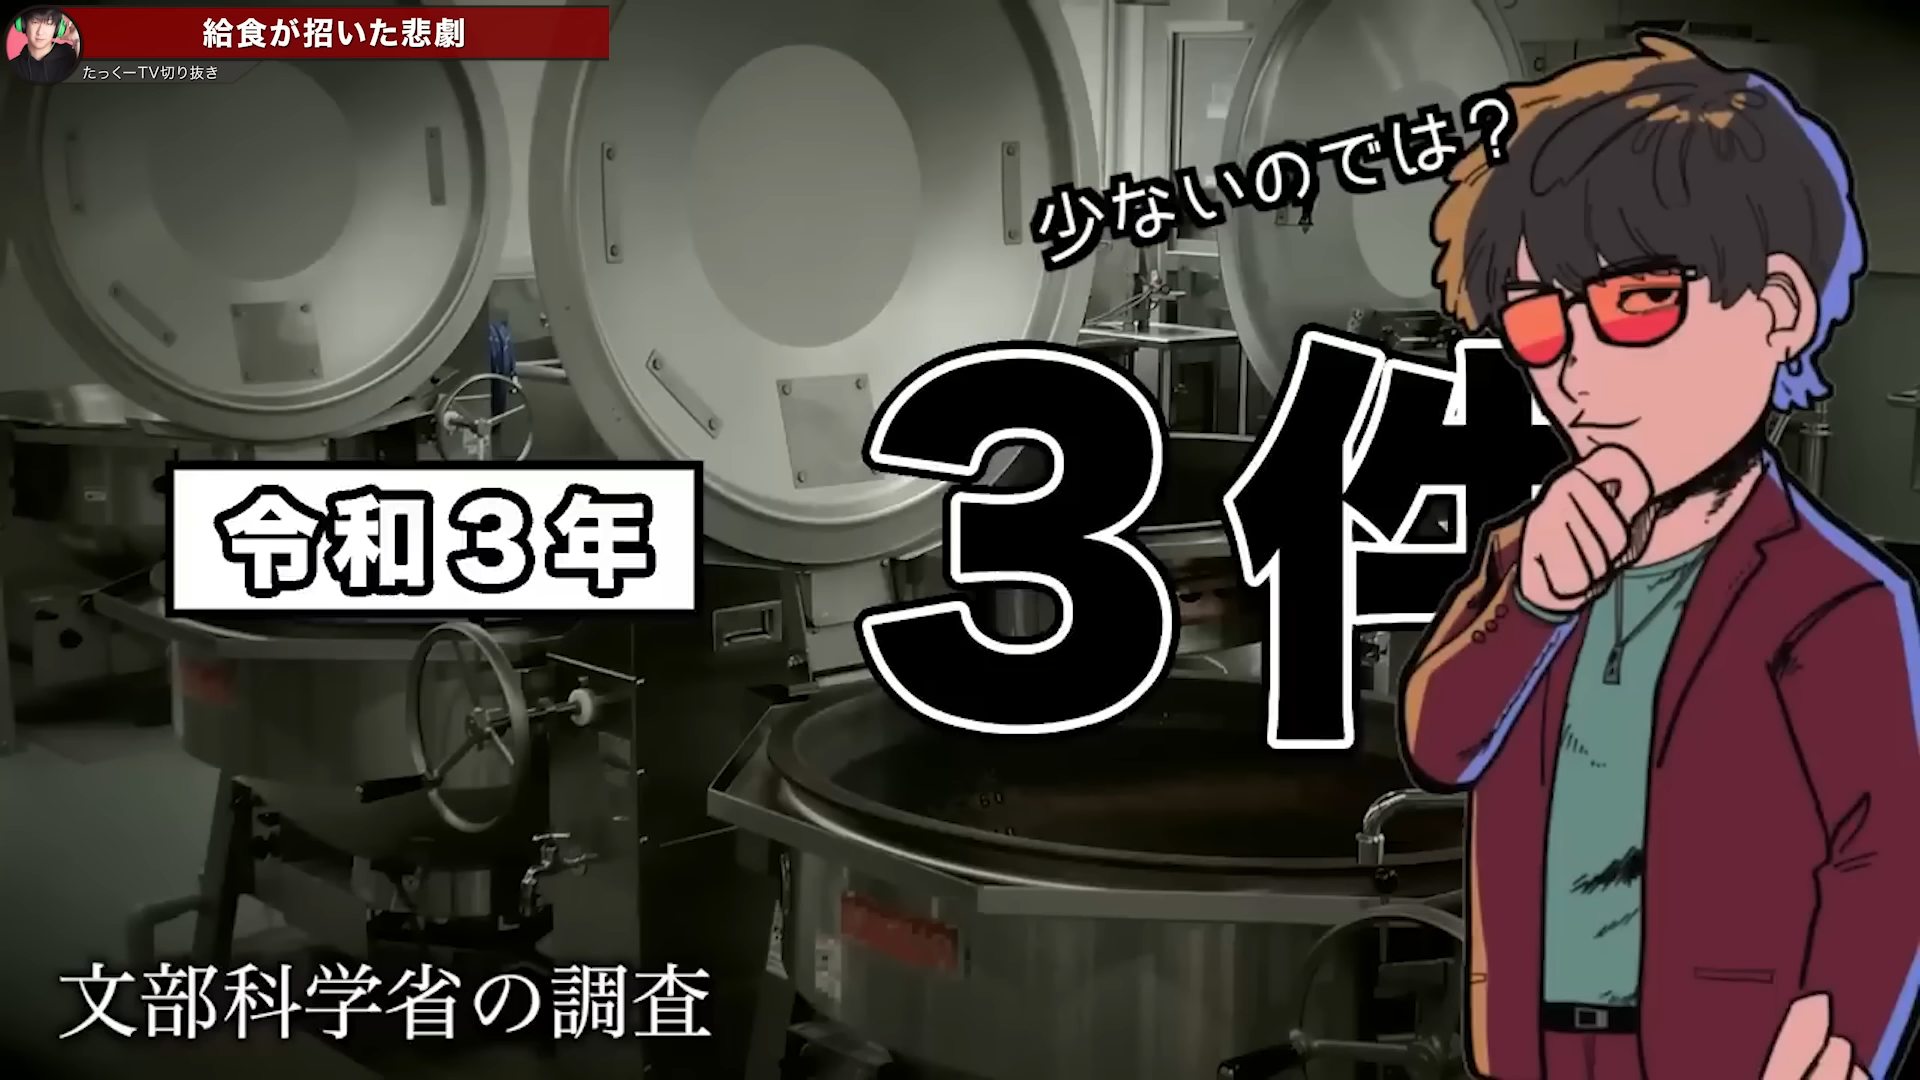 給食が招いた悲劇
たっくーTV切り抜き
少ないのでは?
令和3年
3件
文部科学省の調査